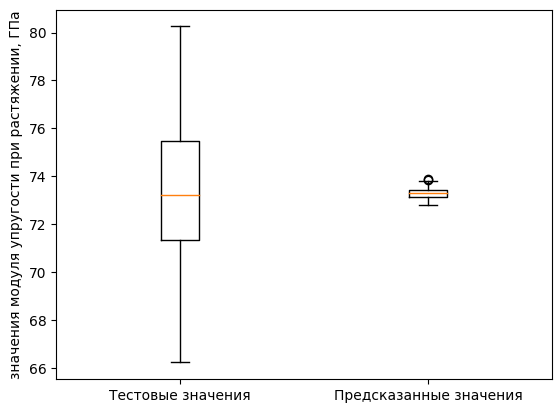 значения модуля упругости при растяжении, ГПа
80
78
76
74
72
70
68
66
Тестовые значения
Предсказанные значения